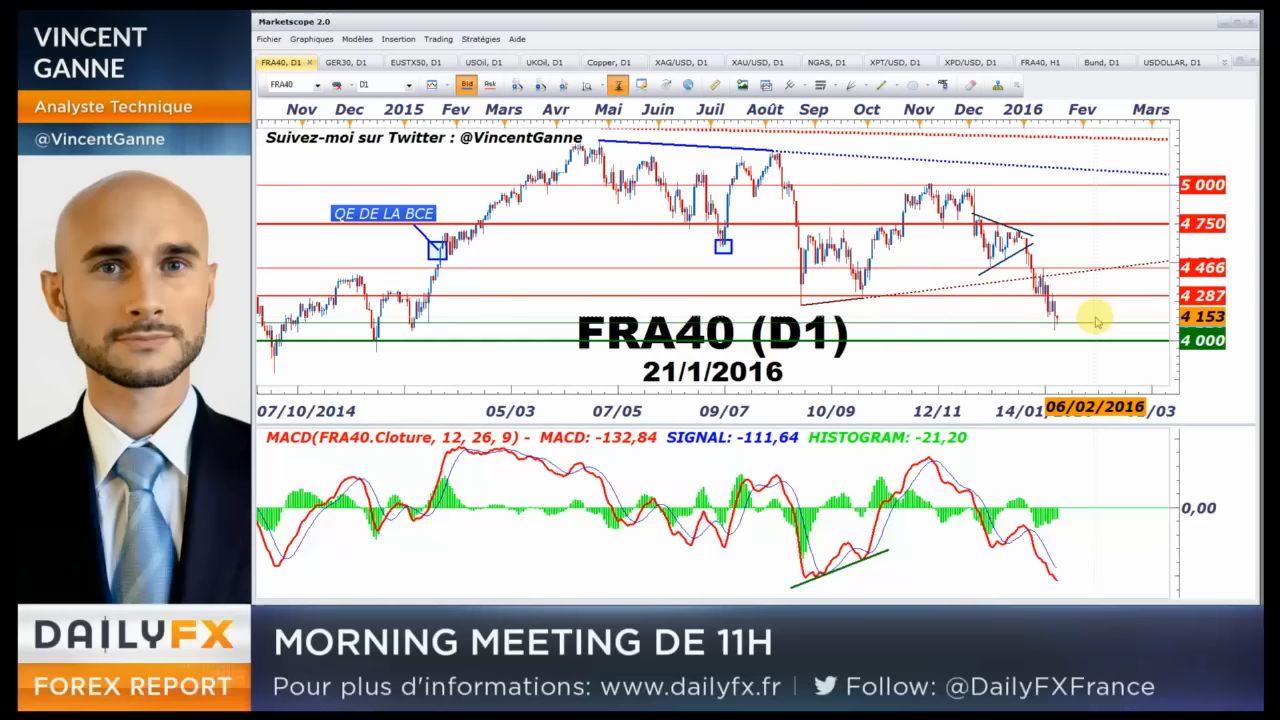 VINCENT
GANNE
Analyste Technique
@VincentGanne
Marketscope 2.0
Fichier Graphiques Modèles Insertion Trading Stratégies Aide
FRA40, D1 GER30, D1 EUSTX50, D1 USOil, D1 UKOil, D1 Copper, D1 XAG/USD, D1 XAU/USD, D1 NGAS, D1 XPT/USD, D1 XPD/USD, D1 FRA40, H1 Bund, D1 USDOLLAR, D1
FRA40 D1 Bid Ask
Nov Dec 2015 Fev Mars Avr Mai Juin Juil Août Sep Oct Nov Dec 2016 Fev Mars
Suivez-moi sur Twitter : @VincentGanne
5 000
QE DE LA BCE
4 750
4 466
4 287
4 153
4 000
FRA40 (D1)
21/1/2016
07/10/2014 05/03 07/05 09/07 10/09 12/11 14/01 06/02/2016 /03
MACD(FRA40.Cloture, 12, 26, 9) - MACD: -132,84 SIGNAL: -111,64 HISTOGRAM: -21,20
0,00
DAILYFX
FOREX REPORT
MORNING MEETING DE 11H
Pour plus d'informations: www.dailyfx.fr | Follow: @DailyFXFrance